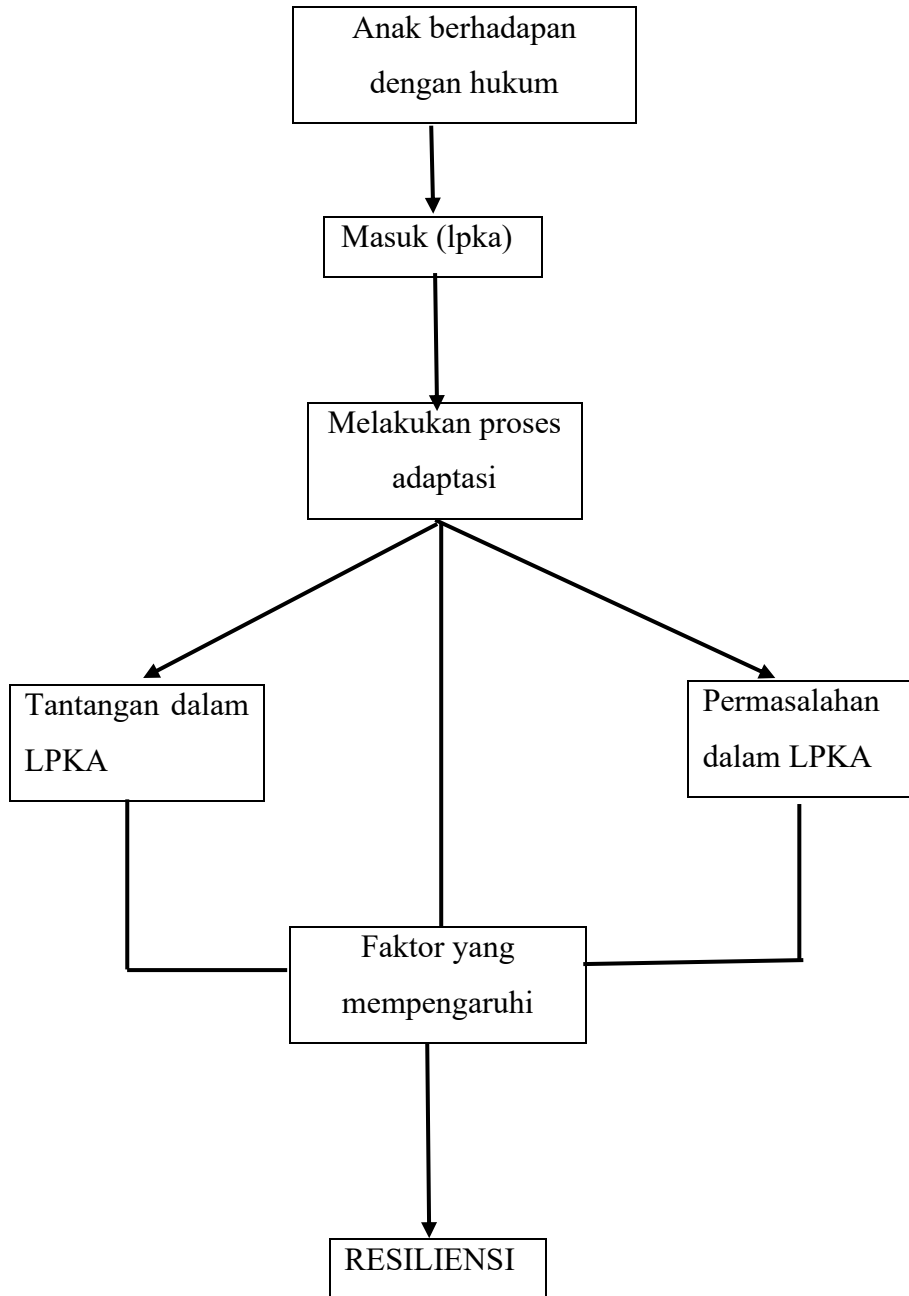 Anak berhadapan
dengan hukum
Masuk (lpka)
Melakukan proses
adaptasi
Tantangan dalam
LPKA
Permasalahan
dalam LPKA
Faktor yang
mempengaruhi
RESILIENSI